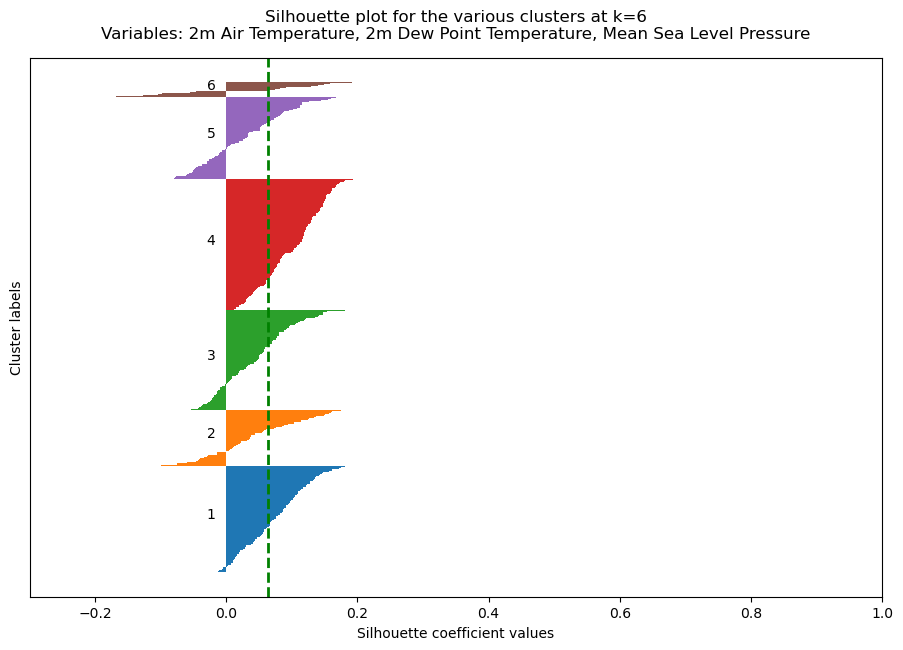 Silhouette plot for the various clusters at k=6
Variables: 2m Air Temperature, 2m Dew Point Temperature, Mean Sea Level Pressure
6
5
4
3
2
1
Cluster labels
−0.2 0.0 0.2 0.4 0.6 0.8 1.0
Silhouette coefficient values